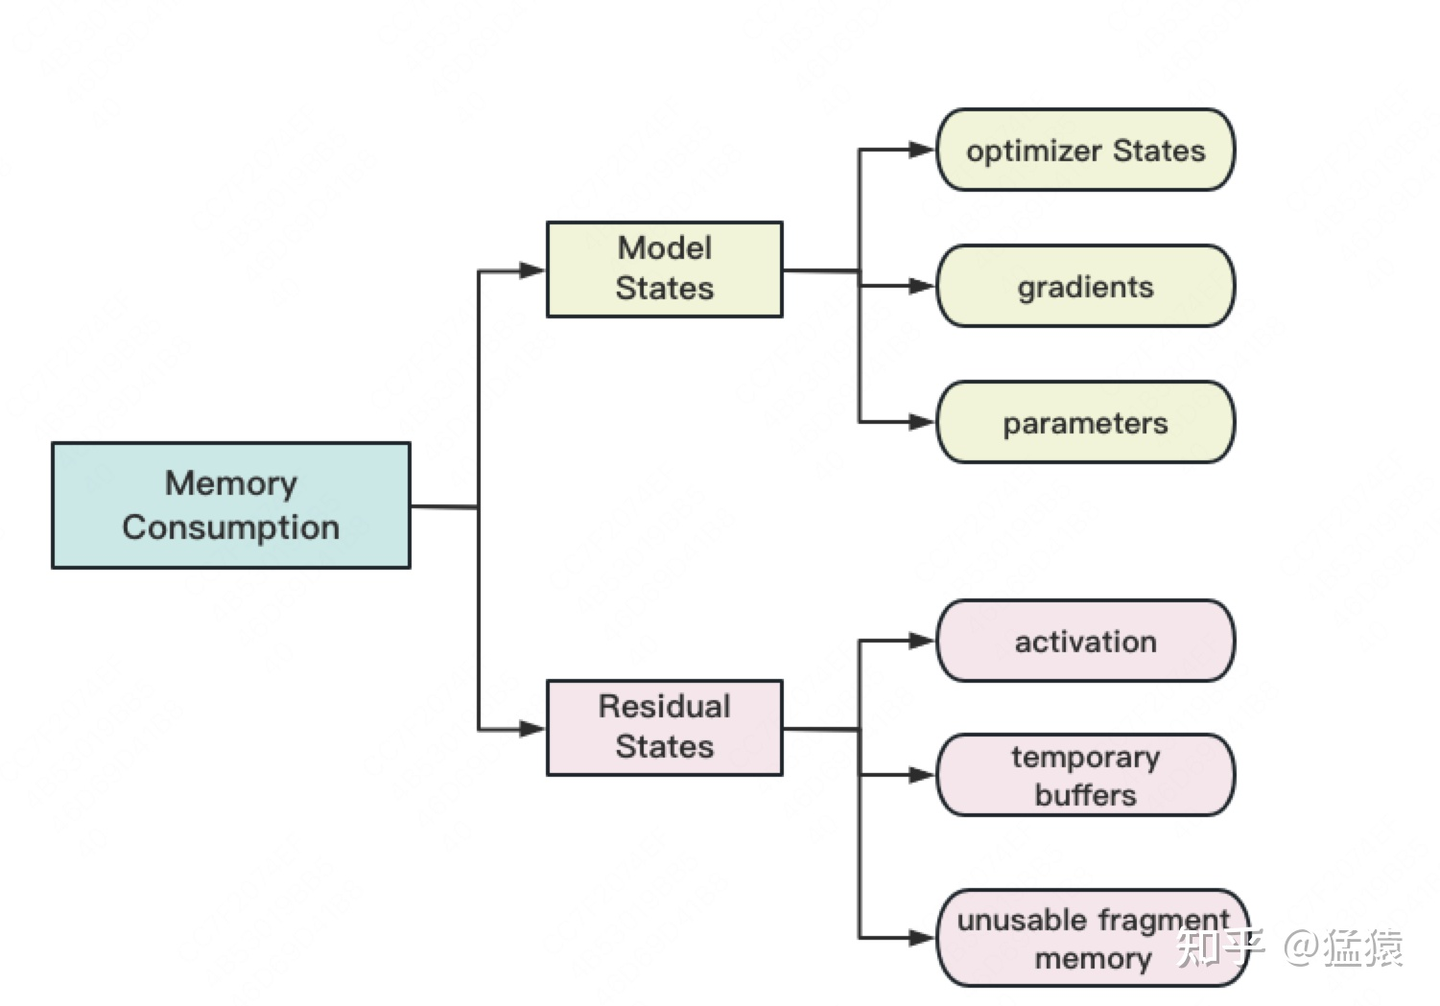 optimizer States
Model
States
gradients
parameters
Memory
Consumption
activation
Residual
States
temporary
buffers
unusable fragment
memory
知乎 @猛猿